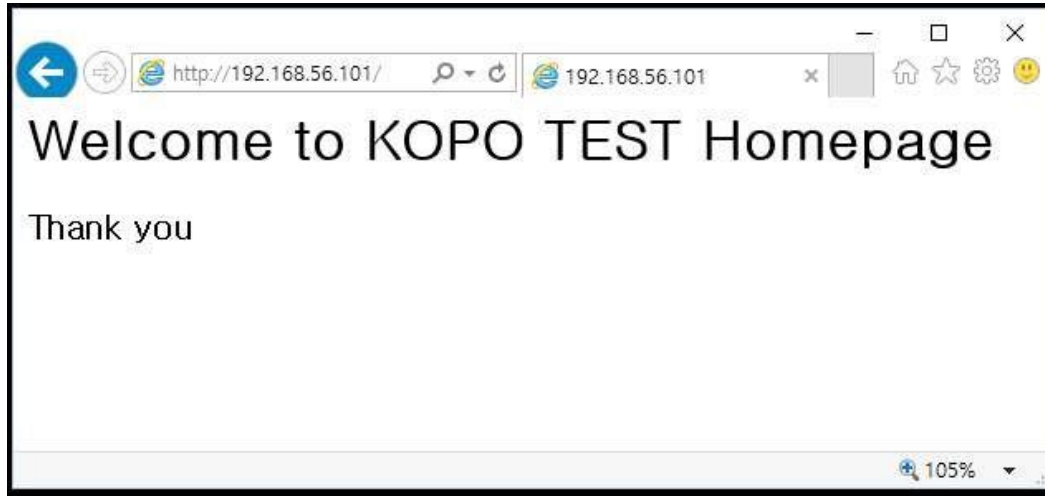 http://192.168.56.101/
192.168.56.101
Welcome to KOPO TEST Homepage
Thank you
105%